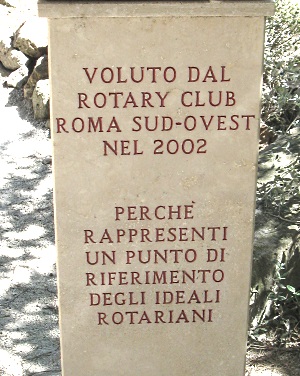 VOLUTO DAL
ROTARY CLUB
ROMA SUD-OVEST
NEL 2002
PERCHÈ
RAPPRESENTI
UN PUNTO DI
RIFERIMENTO
DEGLI IDEALI
ROTARIANI